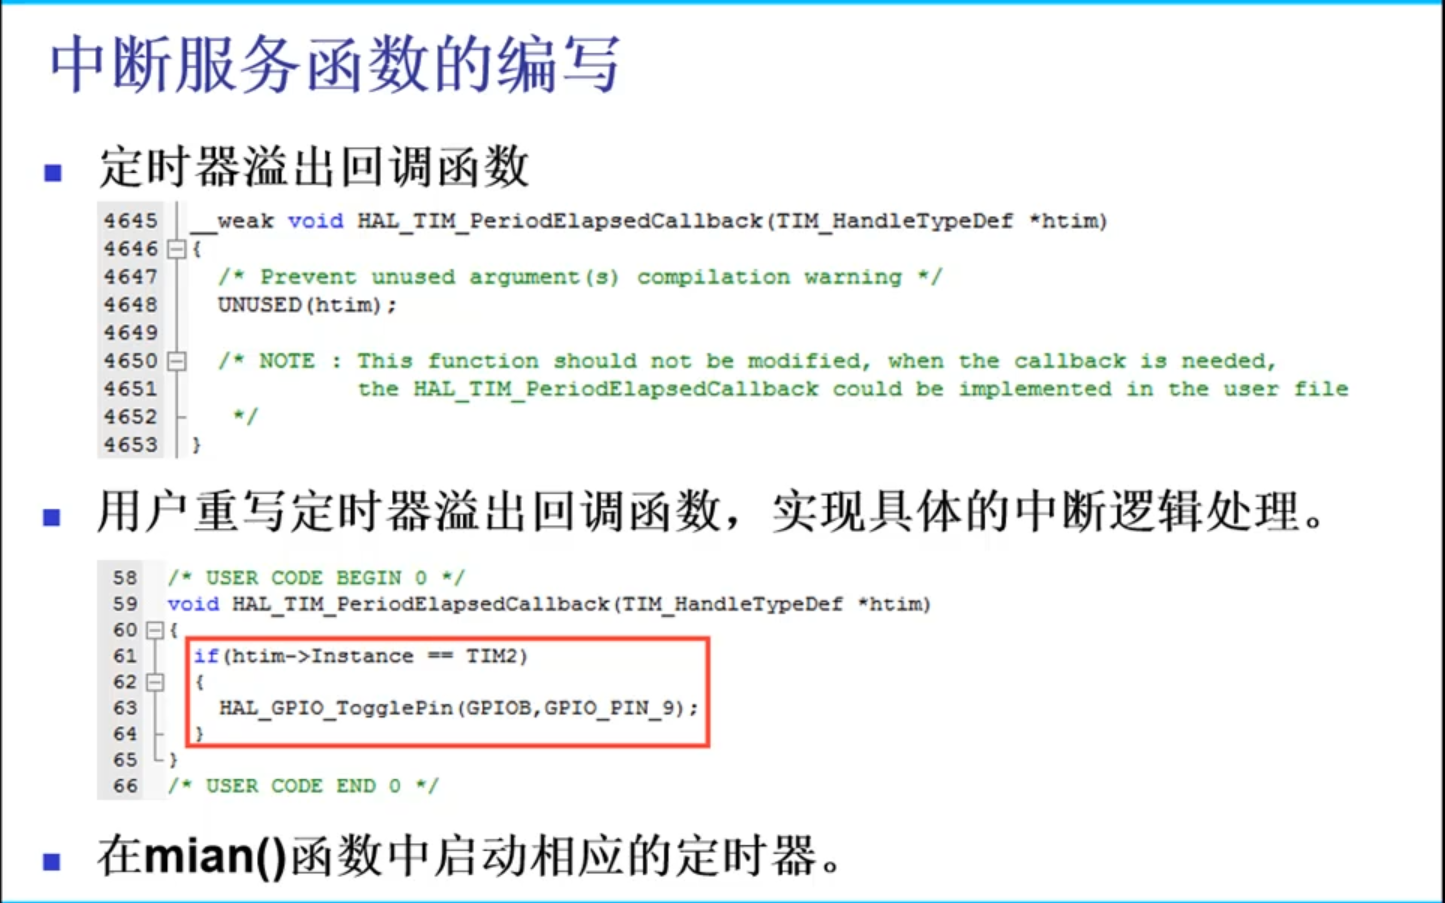 中断服务函数的编写
定时器溢出回调函数
4645 __weak void HAL_TIM_PeriodElapsedCallback(TIM_HandleTypeDef *htim)
4646 {
4647 /* Prevent unused argument(s) compilation warning */
4648 UNUSED(htim);
4649
4650 /* NOTE : This function should not be modified, when the callback is needed,
4651 the HAL_TIM_PeriodElapsedCallback could be implemented in the user file
4652 */
4653 }
用户重写定时器溢出回调函数，实现具体的中断逻辑处理。
58 /* USER CODE BEGIN 0 */
59 void HAL_TIM_PeriodElapsedCallback(TIM_HandleTypeDef *htim)
60 {
61 if(htim->Instance == TIM2)
62 {
63 HAL_GPIO_TogglePin(GPIOB,GPIO_PIN_9);
64 }
65 }
66 /* USER CODE END 0 */
在mian()函数中启动相应的定时器。